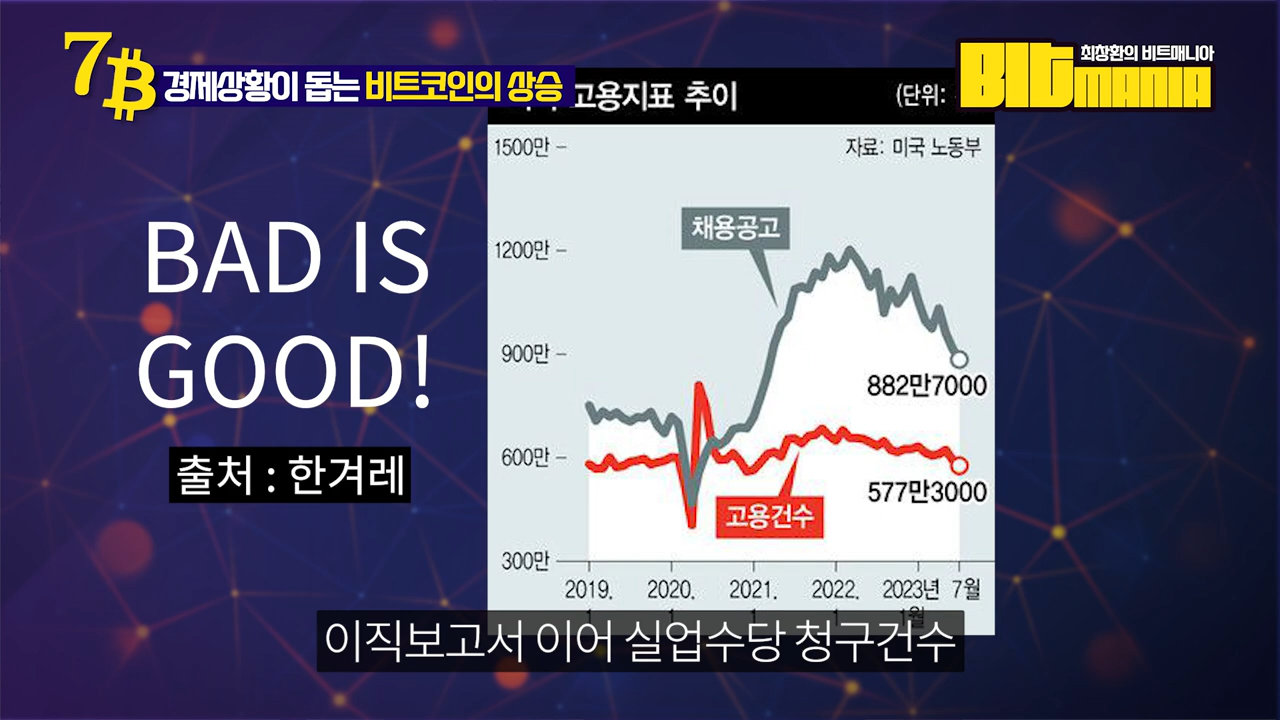 7₿ 경제상황이 돕는 비트코인의 상승
최창환의 비트매니아
BIT MANIA
고용지표 추이
(단위:
자료: 미국 노동부
1500만
1200만
900만
600만
300만
채용공고
882만7000
577만3000
고용건수
2019. 2020. 2021. 2022. 2023년 7월
1 1 1월
BAD IS
GOOD!
출처 : 한겨레
이직보고서 이어 실업수당 청구건수